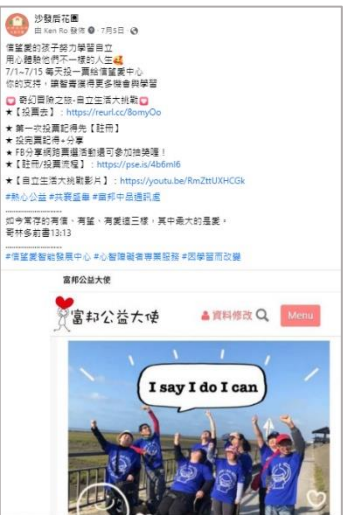 沙發后花園
由 Ken Ro 發佈 · 7月5日 ·
信望愛的孩子努力學習自立
用心體驗他們不一樣的人生
7/1~7/15 每天投一票給信望愛中心
你的支持，讓智青獲得更多機會與學習
奇幻冒險之旅-自立生活大挑戰
★【投票去】：https://reurl.cc/8omyOo
★ 第一次投票記得先【註冊】
★ 投完票記得+分享
★ FB分享網路票選活動還可參加抽獎喔！
★【註冊/投票流程】：https://pse.is/4b6ml6
★【自立生活大挑戰影片】：https://youtu.be/RmZttUXHCGk
#熱心公益 #共襄盛舉 #富邦中品通訊處
如今常存的有信、有望、有愛這三樣，其中最大的是愛。
哥林多前書13:13
#信望愛智能發展中心 #心智障礙者專業服務 #因學習而改變
富邦公益大使
富邦公益大使 資料修改 Menu
I say I do I can